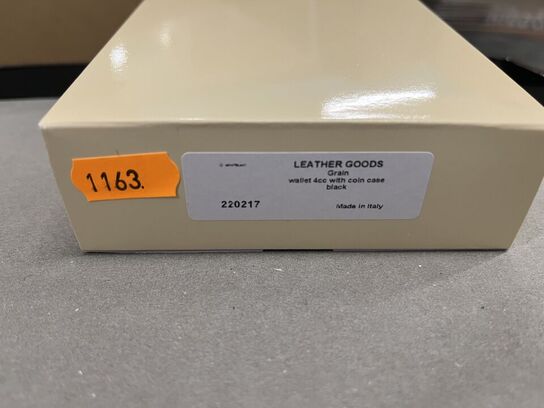 1163.
LEATHER GOODS
Grain
wallet 4cc with coin case
black
220217
Made in Italy